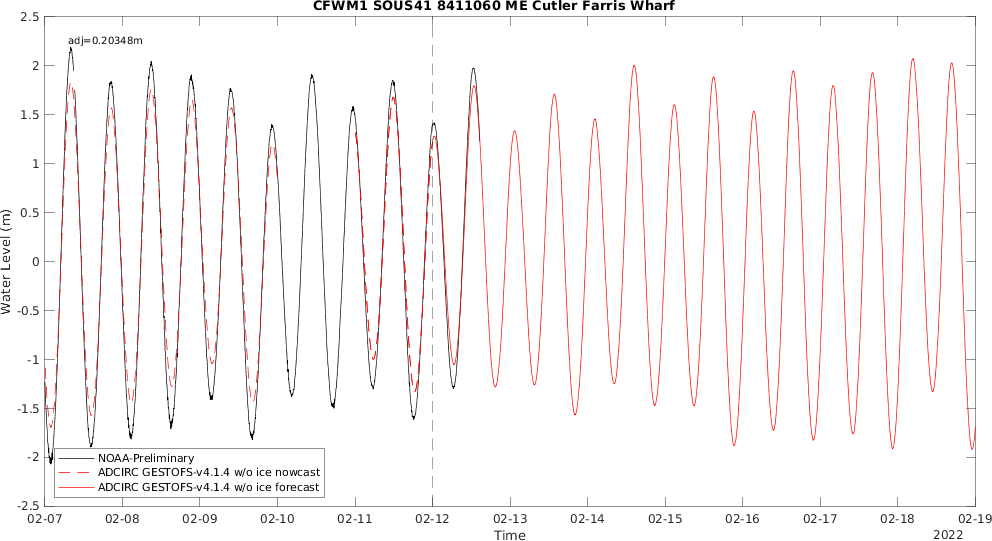 CFWM1 SOUS41 8411060 ME Cutler Farris Wharf
adj=0.20348m
2.5
2
1.5
1
0.5
0
-0.5
-1
-1.5
-2
-2.5
Water Level (m)
NOAA-Preliminary
ADCIRC GESTOFS-v4.1.4 w/o ice nowcast
ADCIRC GESTOFS-v4.1.4 w/o ice forecast
02-07 02-08 02-09 02-10 02-11 02-12 02-13 02-14 02-15 02-16 02-17 02-18 02-19
Time
2022